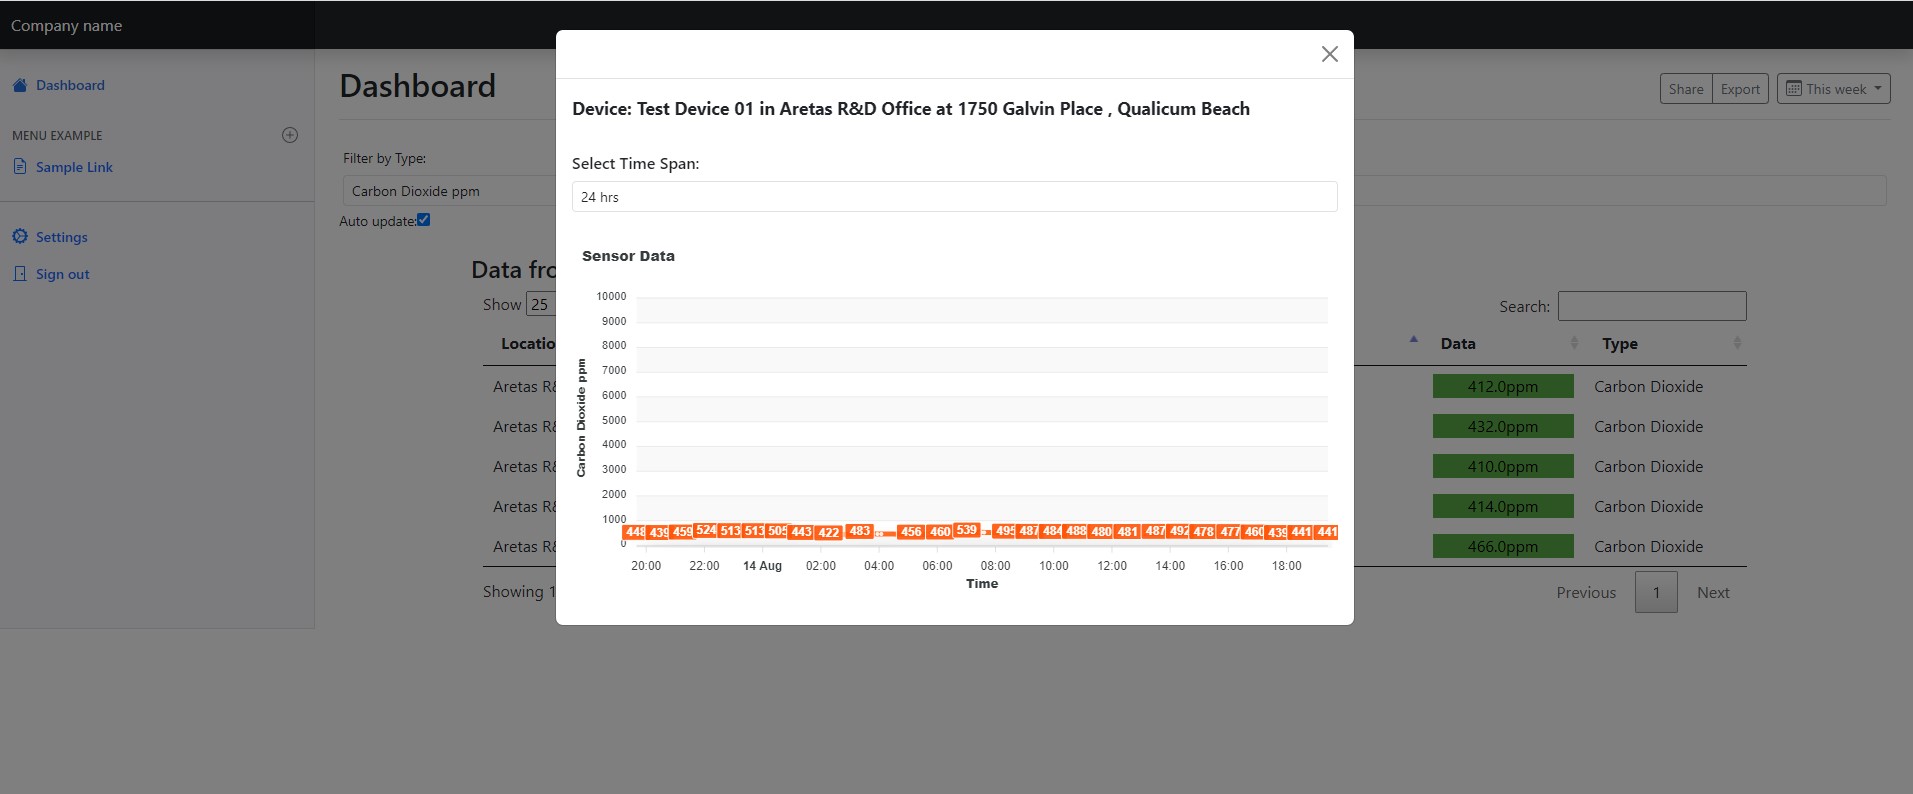 Company name
Dashboard
MENU EXAMPLE
Sample Link
Settings
Sign out
Dashboard
Share Export This week
Filter by Type:
Carbon Dioxide ppm
Auto update:
Data fro
Show 25
Search:
Locatio Data Type
Aretas R& 412.0ppm Carbon Dioxide
Aretas R& 432.0ppm Carbon Dioxide
Aretas R& 410.0ppm Carbon Dioxide
Aretas R& 414.0ppm Carbon Dioxide
Aretas R& 466.0ppm Carbon Dioxide
Showing 1
Previous 1 Next
Device: Test Device 01 in Aretas R&D Office at 1750 Galvin Place , Qualicum Beach
Select Time Span:
24 hrs
Sensor Data
Carbon Dioxide ppm
10000
9000
8000
7000
6000
5000
4000
3000
2000
1000
0
448 439 459 524 513 513 505 443 422 483 456 460 539 495 487 484 488 480 481 487 492 478 477 460 439 441 441
20:00 22:00 14 Aug 02:00 04:00 06:00 08:00 10:00 12:00 14:00 16:00 18:00
Time